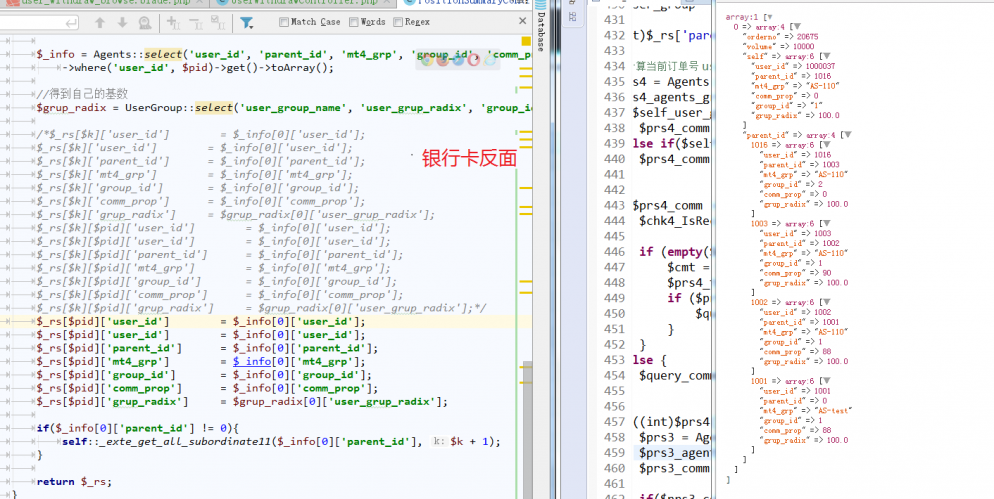 user_withdraw_browse.blade.php
Match Case
Words
Regex
Database
$_info = Agents::select('user_id', 'parent_id', 'mt4_grp', 'group_id', 'comm_p
->where('user_id', $pid)->get()->toArray();
//得到自己的基数
$grup_radix = UserGroup::select('user_group_name', 'user_grup_radix', 'group_i
/*$_rs[$k]['user_id'] = $_info[0]['user_id'];
$_rs[$k]['user_id'] = $_info[0]['user_id'];
$_rs[$k]['parent_id'] = $_info[0]['parent_id'];
$_rs[$k]['mt4_grp'] = $_info[0]['mt4_grp'];
$_rs[$k]['group_id'] = $_info[0]['group_id'];
$_rs[$k]['comm_prop'] = $_info[0]['comm_prop'];
$_rs[$k]['grup_radix'] = $grup_radix[0]['user_grup_radix'];
$_rs[$k][$pid]['user_id'] = $_info[0]['user_id'];
$_rs[$k][$pid]['user_id'] = $_info[0]['user_id'];
$_rs[$k][$pid]['parent_id'] = $_info[0]['parent_id'];
$_rs[$k][$pid]['mt4_grp'] = $_info[0]['mt4_grp'];
$_rs[$k][$pid]['group_id'] = $_info[0]['group_id'];
$_rs[$k][$pid]['comm_prop'] = $_info[0]['comm_prop'];
$_rs[$k][$pid]['grup_radix'] = $grup_radix[0]['user_grup_radix'];*/
$_rs[$pid]['user_id'] = $_info[0]['user_id'];
$_rs[$pid]['user_id'] = $_info[0]['user_id'];
$_rs[$pid]['parent_id'] = $_info[0]['parent_id'];
$_rs[$pid]['mt4_grp'] = $_info[0]['mt4_grp'];
$_rs[$pid]['group_id'] = $_info[0]['group_id'];
$_rs[$pid]['comm_prop'] = $_info[0]['comm_prop'];
$_rs[$pid]['grup_radix'] = $grup_radix[0]['user_grup_radix'];
if($_info[0]['parent_id'] != 0){
self::_exte_get_all_subordinate11($_info[0]['parent_id'], k: $k + 1);
}
return $_rs;
}
银行卡反面
431
432 t)$_rs['par
433
434 算当前订单号 u
435 s4 = Agents
436 s4_agents_g
437 $self_user_g
438 $prs4_comm
439 lse if($sel
440 $prs4_comm
441
442
443 $prs4_comm
444 $chk4_IsRe
445
446 if (empty($
447 $cmt =
448 $prs4_
449 if ($p
450 $qu
451 }
452 }
453 else {
454 $query_com
455
456
457 ((int)$prs4
458 $prs3 = Age
459 $prs3_agent
460 $prs3_comm
461
462 if($prs3_c
array:1 [
0 => array:4 [
"orderno" => 20675
"volume" => 10000
"self" => array:6 [
"user_id" => 1000037
"parent_id" => 1016
"mt4_grp" => "AS-110"
"comm_prop" => 0
"group_id" => "1"
"grup_radix" => 100.0
]
"parent_id" => array:4 [
1016 => array:6 [
"user_id" => 1016
"parent_id" => 1003
"mt4_grp" => "AS-110"
"group_id" => 2
"comm_prop" => 0
"grup_radix" => 100.0
]
1003 => array:6 [
"user_id" => 1003
"parent_id" => 1002
"mt4_grp" => "AS-110"
"group_id" => 1
"comm_prop" => 90
"grup_radix" => 100.0
]
1002 => array:6 [
"user_id" => 1002
"parent_id" => 1001
"mt4_grp" => "AS-110"
"group_id" => 1
"comm_prop" => 88
"grup_radix" => 100.0
]
1001 => array:6 [
"user_id" => 1001
"parent_id" => 0
"mt4_grp" => "AS-test"
"group_id" => 1
"comm_prop" => 88
"grup_radix" => 100.0
]
]
]
]